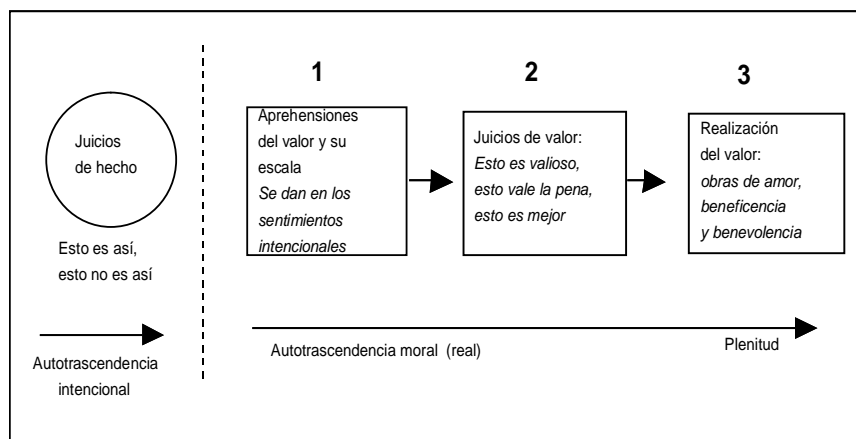 Juicios
de hecho
Esto es así,
esto no es así
Autotrascendencia
intencional
1
Aprehensiones
del valor y su
escala
Se dan en los
sentimientos
intencionales
2
Juicios de valor:
Esto es valioso,
esto vale la pena,
esto es mejor
3
Realización
del valor:
obras de amor,
beneficencia
y benevolencia
Autotrascendencia moral (real)
Plenitud